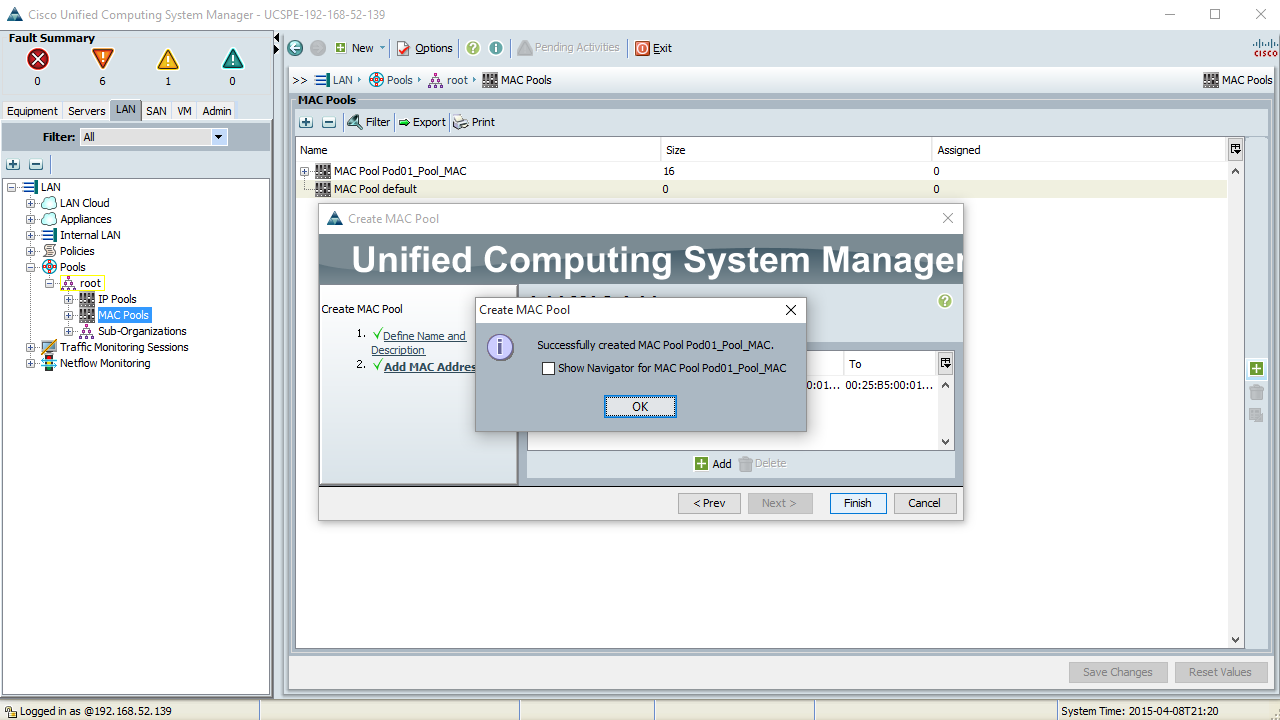 Cisco Unified Computing System Manager - UCSPE-192-168-52-139
Fault Summary
0 6 1 0
New Options Pending Activities Exit
CISCO
>> LAN Pools root MAC Pools MAC Pools
Equipment Servers LAN SAN VM Admin
Filter: All
LAN
LAN Cloud
Appliances
Internal LAN
Policies
Pools
root
IP Pools
MAC Pools
Sub-Organizations
Traffic Monitoring Sessions
Netflow Monitoring
MAC Pools
Filter Export Print
Name Size Assigned
MAC Pool Pod01_Pool_MAC 16 0
MAC Pool default 0 0
Create MAC Pool
Unified Computing System Manager
Create MAC Pool
1. Define Name and
Description
2. Add MAC Addres
To
0:01... 00:25:B5:00:01...
Add Delete
< Prev Next > Finish Cancel
Create MAC Pool
Successfully created MAC Pool Pod01_Pool_MAC.
Show Navigator for MAC Pool Pod01_Pool_MAC
OK
Save Changes Reset Values
Logged in as @192.168.52.139
System Time: 2015-04-08T21:20